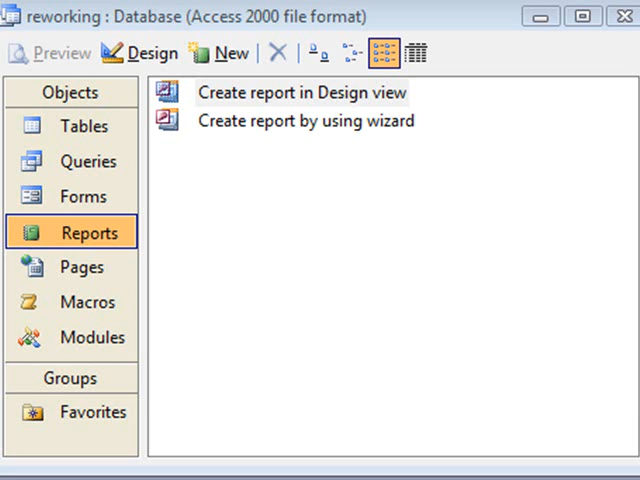 reworking : Database (Access 2000 file format)
Preview Design New
Objects
Tables
Queries
Forms
Reports
Pages
Macros
Modules
Groups
Favorites
Create report in Design view
Create report by using wizard